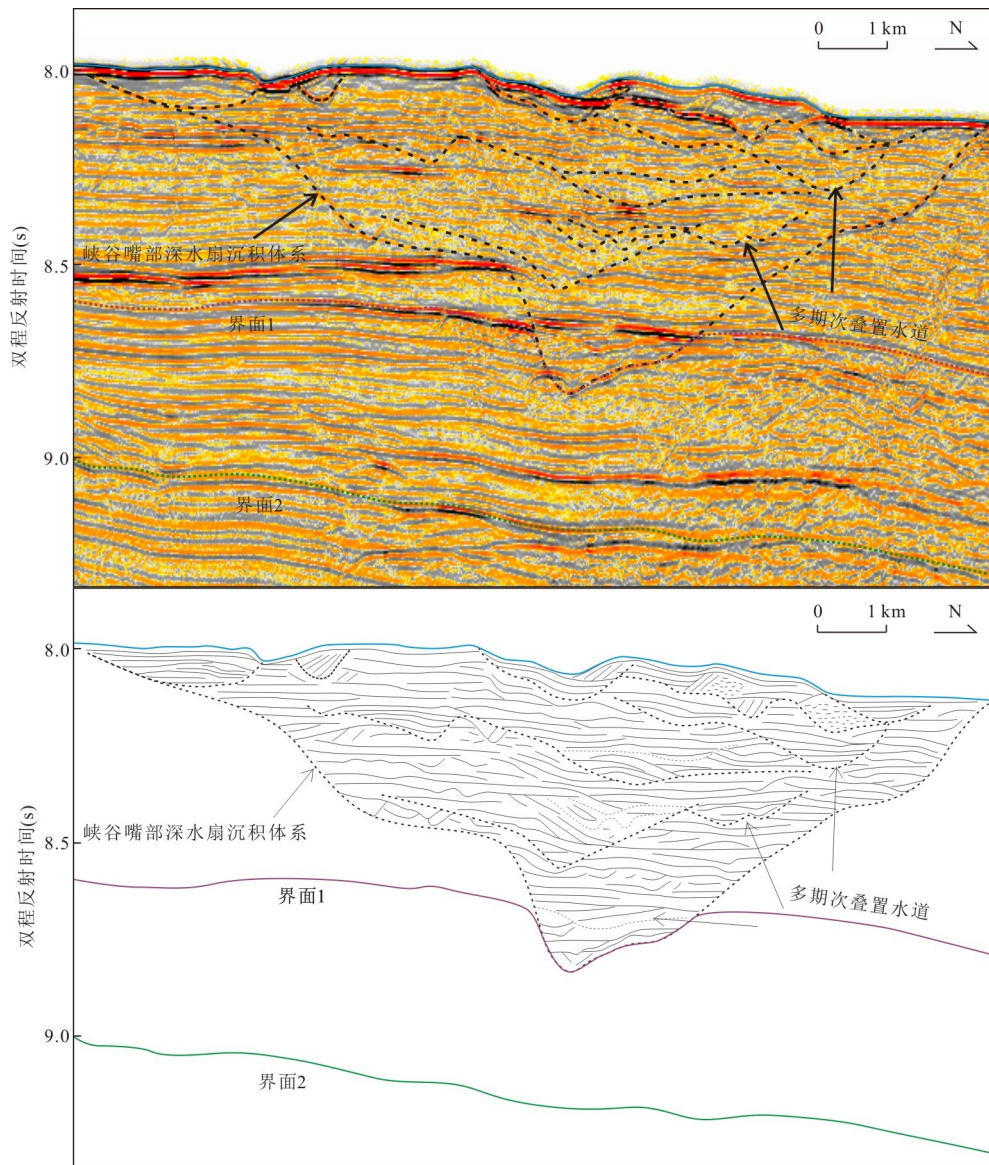 0 1 km N
8.0
峡谷嘴部深水扇沉积体系
8.5
界面1
多期次叠置水道
双程反射时间(s)
9.0
界面2
0 1 km N
8.0
峡谷嘴部深水扇沉积体系
8.5
界面1
多期次叠置水道
双程反射时间(s)
9.0
界面2